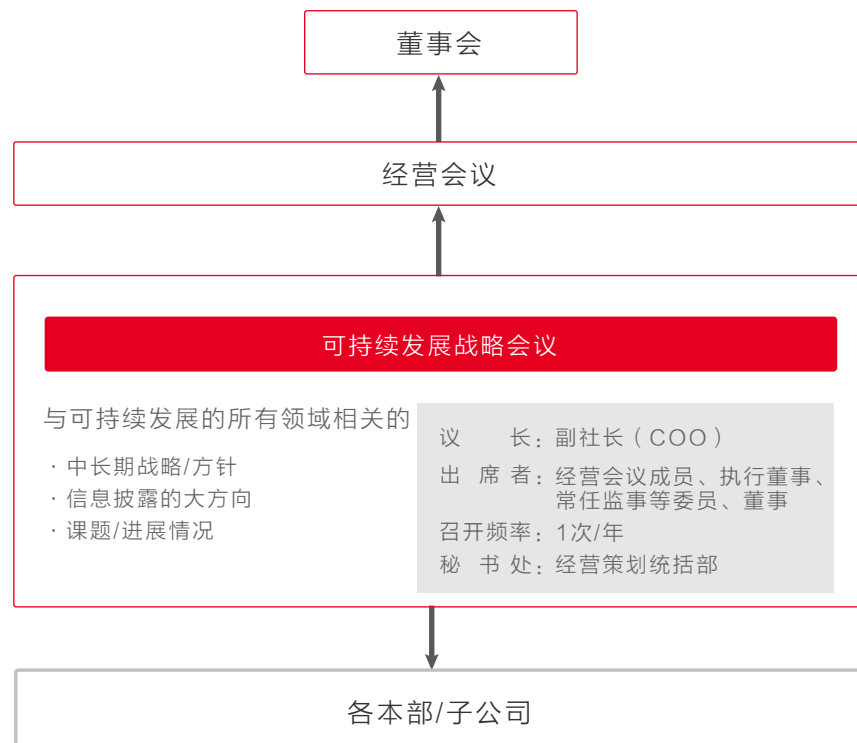 董事会
经营会议
可持续发展战略会议
与可持续发展的所有领域相关的
·中长期战略/方针
·信息披露的大方向
·课题/进展情况
议长：副社长（COO）
出席者：经营会议成员、执行董事、
常任监事等委员、董事
召开频率：1次/年
秘书处：经营策划统括部
各本部/子公司